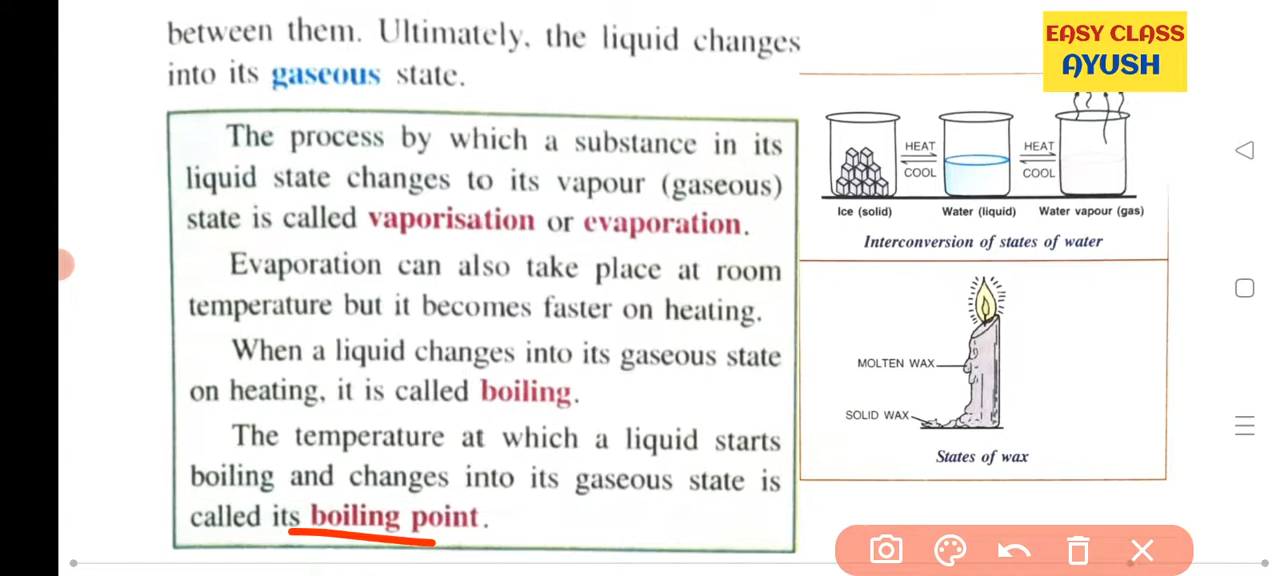 between them. Ultimately, the liquid changes
into its gaseous state.
The process by which a substance in its
liquid state changes to its vapour (gaseous)
state is called vaporisation or evaporation.
Evaporation can also take place at room
temperature but it becomes faster on heating.
When a liquid changes into its gaseous state
on heating, it is called boiling.
The temperature at which a liquid starts
boiling and changes into its gaseous state is
called its boiling point.
EASY CLASS
AYUSH
HEAT
COOL
HEAT
COOL
Ice (solid)
Water (liquid)
Water vapour (gas)
Interconversion of states of water
MOLTEN WAX
SOLID WAX
States of wax